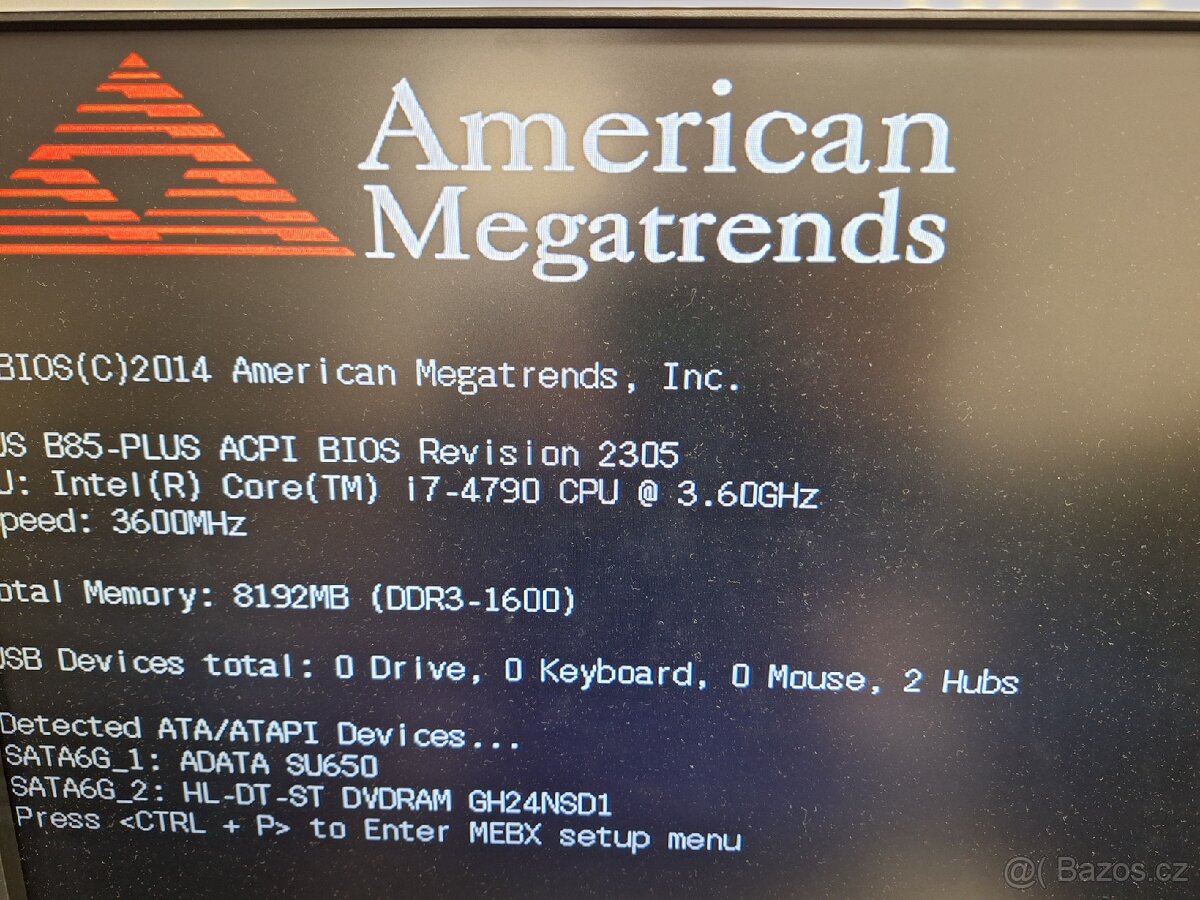 American
Megatrends
BIOS(C)2014 American Megatrends, Inc.
US B85-PLUS ACPI BIOS Revision 2305
U: Intel(R) Core(TM) i7-4790 CPU @ 3.60GHz
peed: 3600MHz
otal Memory: 8192MB (DDR3-1600)
USB Devices total: 0 Drive, 0 Keyboard, 0 Mouse, 2 Hubs
Detected ATA/ATAPI Devices...
SATA6G_1: ADATA SU650
SATA6G_2: HL-DT-ST DVDRAM GH24NSD1
Press <CTRL + P> to Enter MEBX setup menu
@( Bazos.cz